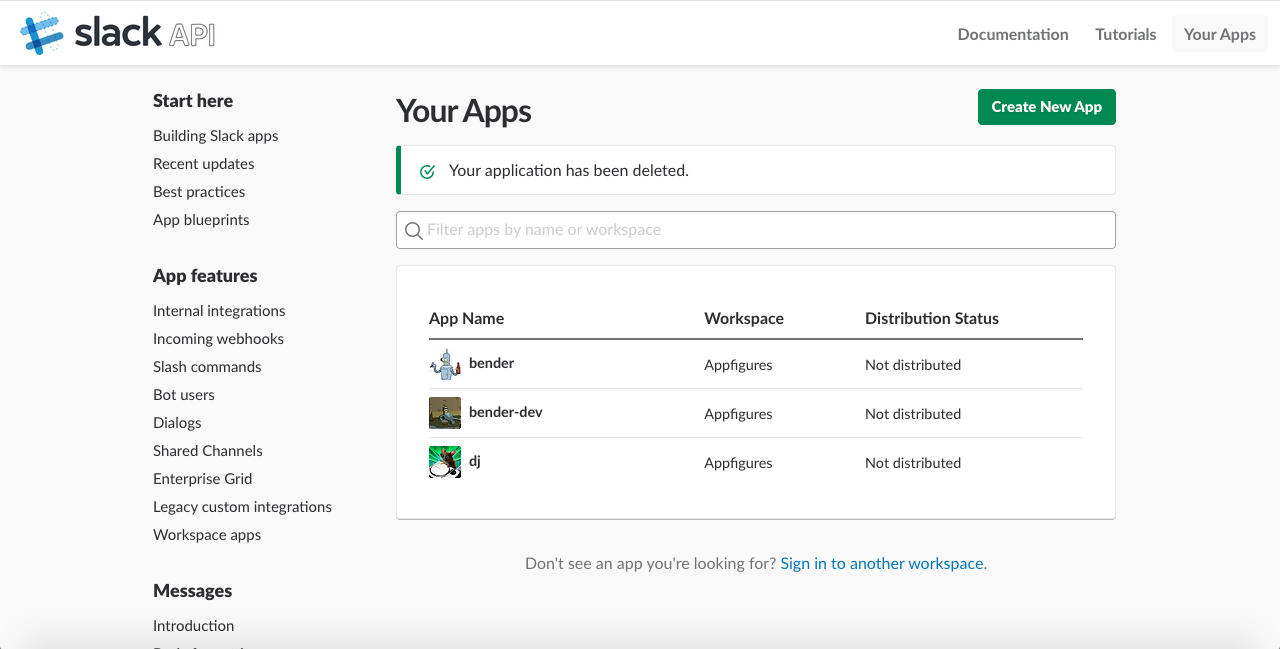 slack API
Documentation Tutorials Your Apps
Start here
Building Slack apps
Recent updates
Best practices
App blueprints
App features
Internal integrations
Incoming webhooks
Slash commands
Bot users
Dialogs
Shared Channels
Enterprise Grid
Legacy custom integrations
Workspace apps
Messages
Introduction
Your Apps
Create New App
Your application has been deleted.
Filter apps by name or workspace
App Name Workspace Distribution Status
bender Appfigures Not distributed
bender-dev Appfigures Not distributed
dj Appfigures Not distributed
Don't see an app you're looking for? Sign in to another workspace.